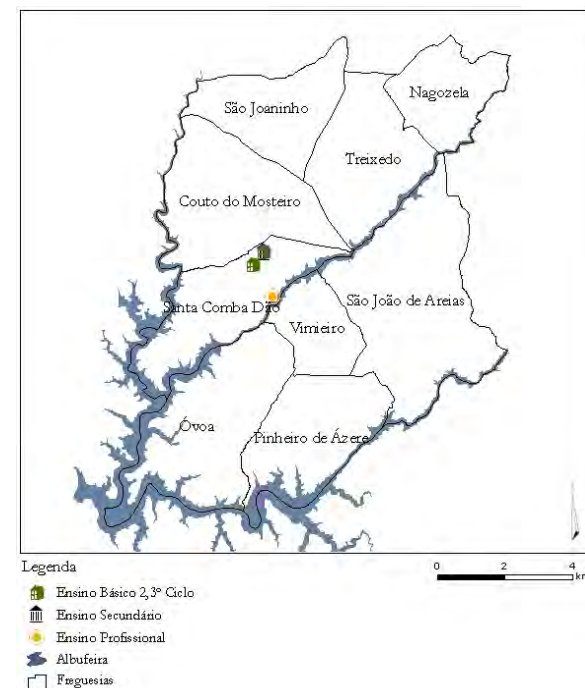 Nagozela
São Joaninho
Treixedo
Couto do Mosteiro
São João de Areias
Santa Comba Dão
Vimieiro
Óvoa
Pinheiro de Ázere
Legenda
Ensino Básico 2,3º Ciclo
Ensino Secundário
Ensino Profissional
Albufeira
Freguesias
0 2 4
km